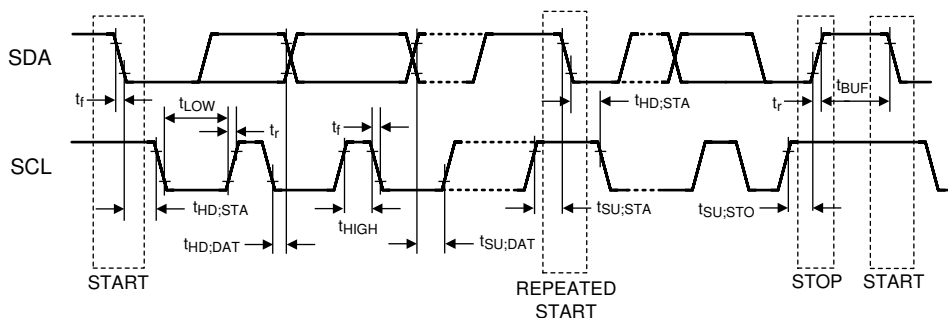 SDA
t_f
t_LOW
t_r
t_f
t_HD;STA
t_r
t_BUF
SCL
t_HD;STA
t_HD;DAT
t_HIGH
t_SU;DAT
t_SU;STA
t_SU;STO
START
REPEATED
START
STOP
START